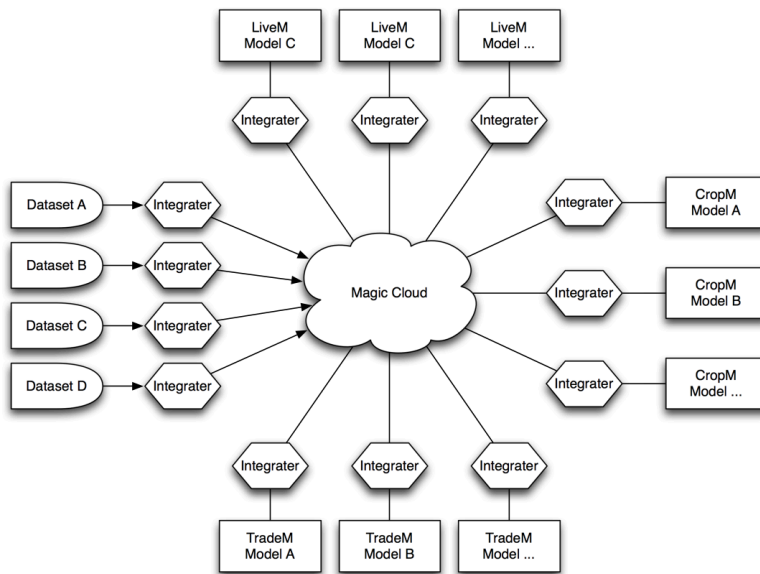 LiveM
Model C
LiveM
Model C
LiveM
Model ...
Integrater
Integrater
Integrater
Dataset A
Integrater
Integrater
CropM
Model A
Dataset B
Integrater
Magic Cloud
Integrater
CropM
Model B
Dataset C
Integrater
Dataset D
Integrater
Integrater
CropM
Model ...
Integrater
Integrater
Integrater
TradeM
Model A
TradeM
Model B
TradeM
Model ...